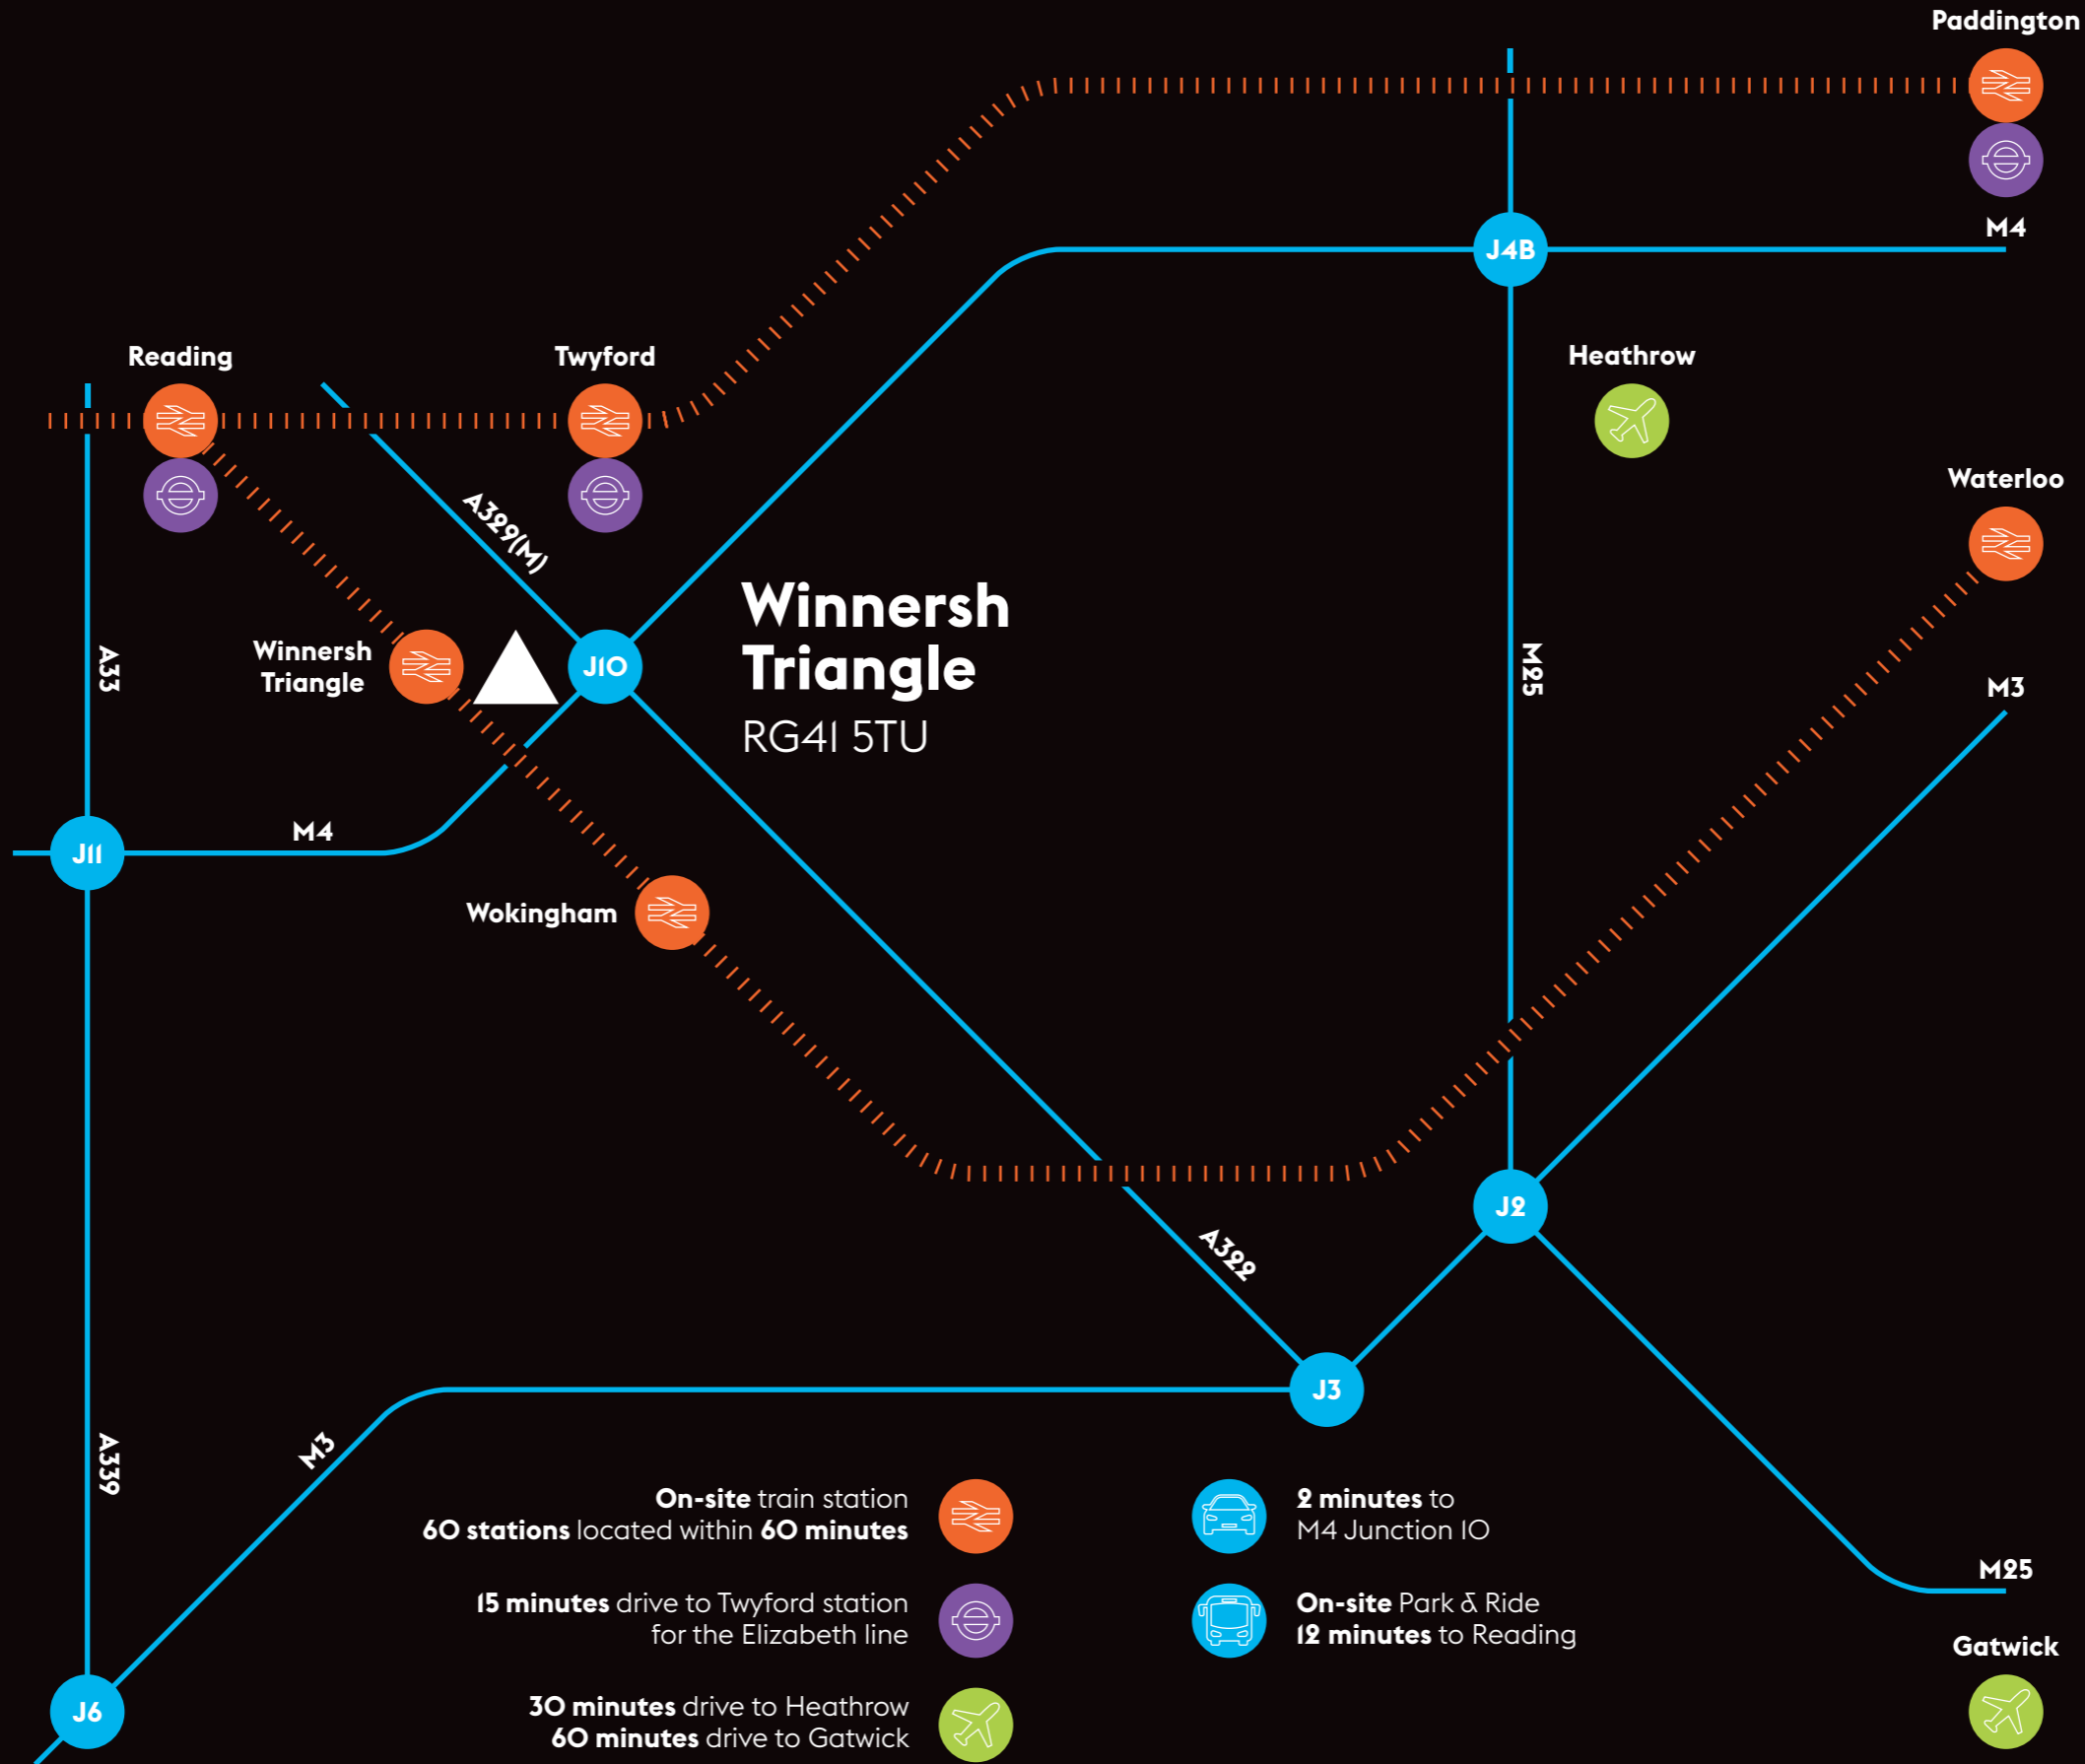 Paddington
M4
J4B
Reading
Twyford
Heathrow
Waterloo
A329(M)
Winnersh
Triangle
RG41 5TU
Winnersh
Triangle
J10
A33
M25
M3
J11
M4
Wokingham
J2
A322
J3
A339
M3
On-site train station
60 stations located within 60 minutes
15 minutes drive to Twyford station
for the Elizabeth line
30 minutes drive to Heathrow
60 minutes drive to Gatwick
2 minutes to
M4 Junction 10
On-site Park & Ride
12 minutes to Reading
M25
Gatwick
J6